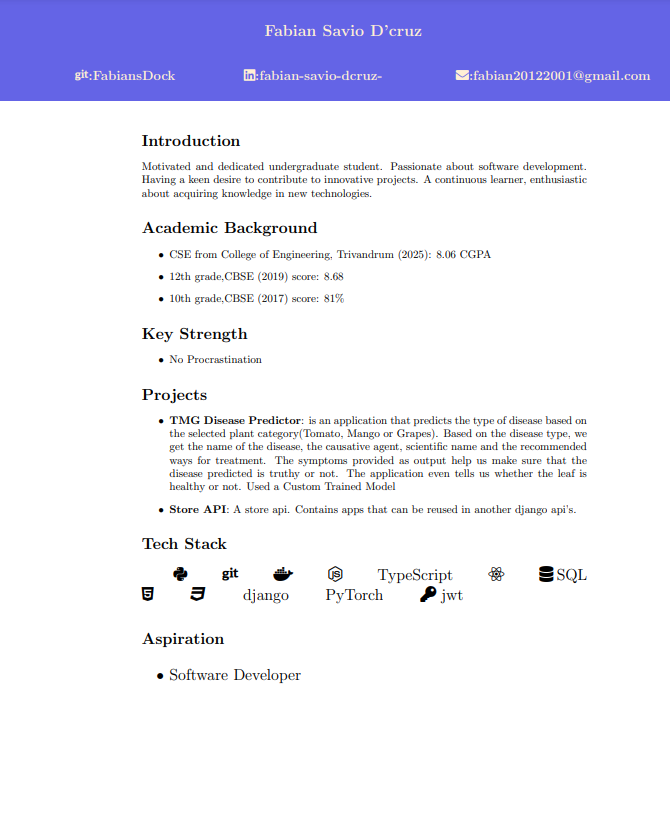 Fabian Savio D'cruz
git:FabiansDock
in:fabian-savio-dcruz-
:fabian20122001@gmail.com
Introduction
Motivated and dedicated undergraduate student. Passionate about software development.
Having a keen desire to contribute to innovative projects. A continuous learner, enthusiastic
about acquiring knowledge in new technologies.
Academic Background
• CSE from College of Engineering, Trivandrum (2025): 8.06 CGPA
• 12th grade,CBSE (2019) score: 8.68
• 10th grade,CBSE (2017) score: 81%
Key Strength
• No Procrastination
Projects
• TMG Disease Predictor: is an application that predicts the type of disease based on
the selected plant category(Tomato, Mango or Grapes). Based on the disease type, we
get the name of the disease, the causative agent, scientific name and the recommended
ways for treatment. The symptoms provided as output help us make sure that the
disease predicted is truthy or not. The application even tells us whether the leaf is
healthy or not. Used a Custom Trained Model
• Store API: A store api. Contains apps that can be reused in another django api's.
Tech Stack
git JS TypeScript SQL
5 3 django PyTorch jwt
Aspiration
• Software Developer